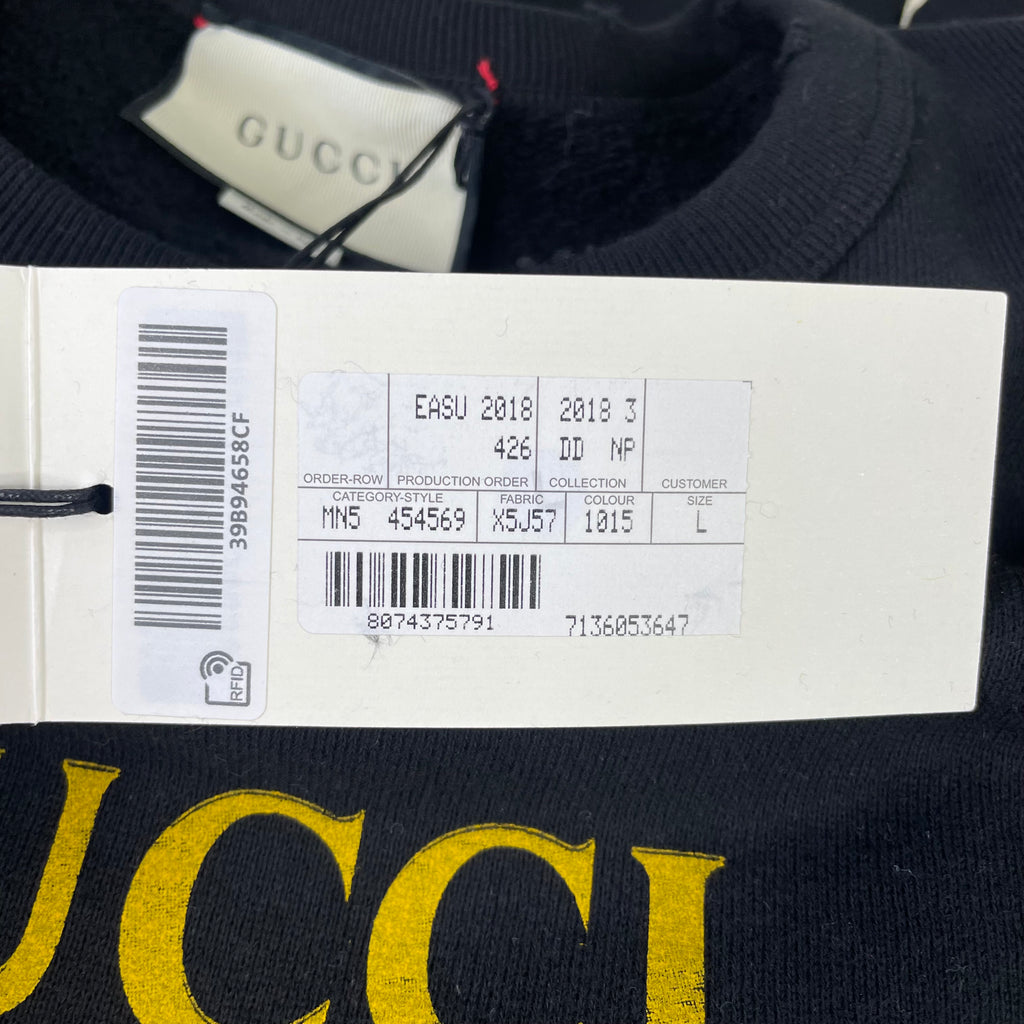 GUCCI
39B94658CF
RFID
EASU 2018
426
2018 3
DD NP
ORDER-ROW
PRODUCTION ORDER
COLLECTION
CUSTOMER
CATEGORY-STYLE
FABRIC
COLOUR
SIZE
MN5 454569
X5J57
1015
L
8074375791
7136053647
UCCI